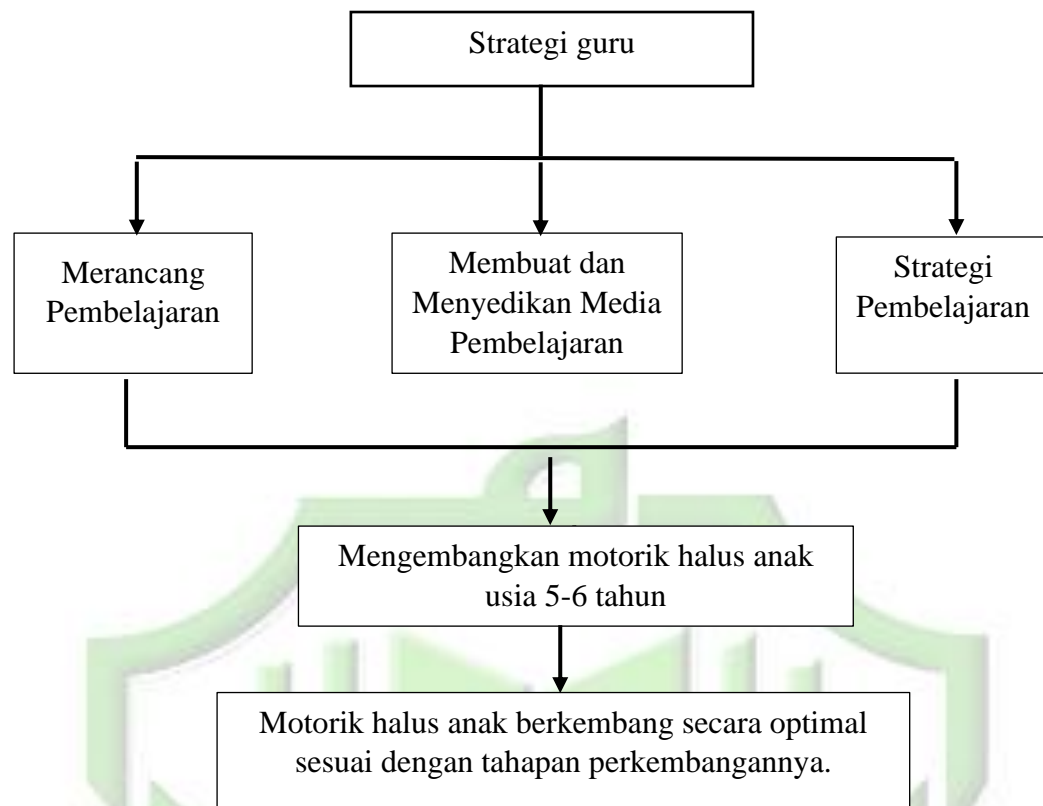 Strategi guru
Merancang
Pembelajaran
Membuat dan
Menyedikan Media
Pembelajaran
Strategi
Pembelajaran
Mengembangkan motorik halus anak
usia 5-6 tahun
Motorik halus anak berkembang secara optimal
sesuai dengan tahapan perkembangannya.